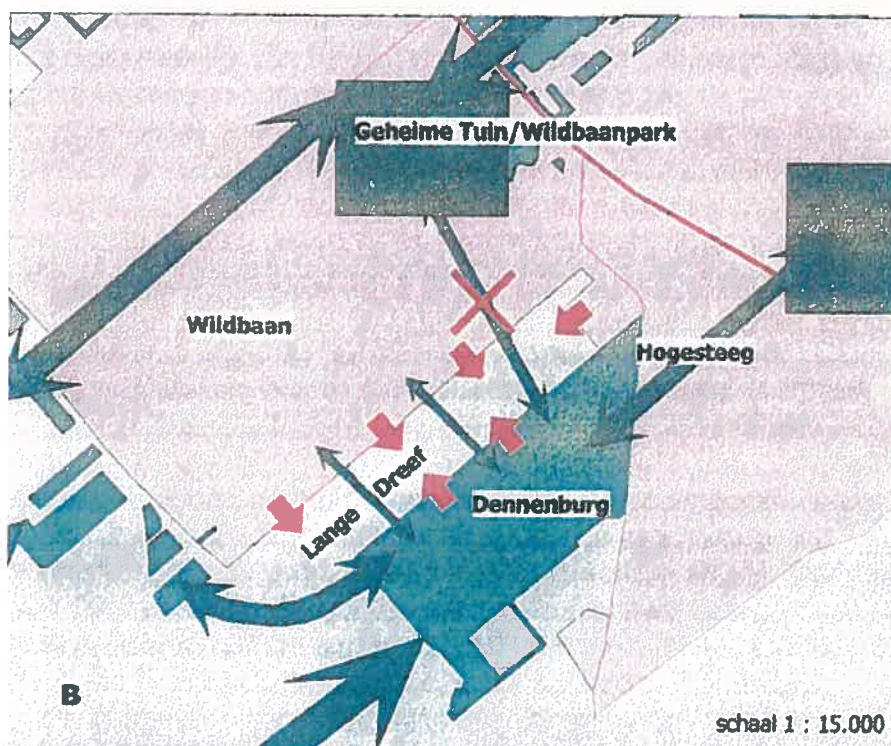 Geheime Tuin/Wildbaanpark
Wildbaan
Hogesteeg
Lange Dreef
Dennenburg
B
schaal 1 : 15.000